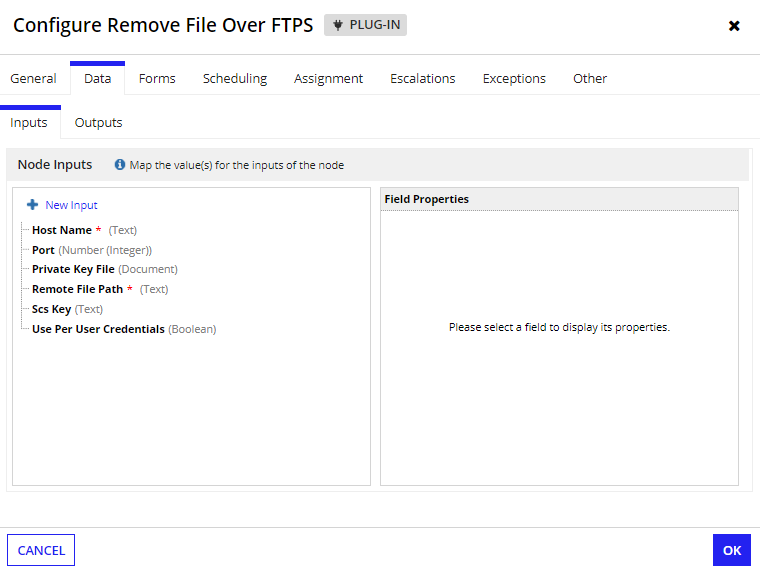 Configure Remove File Over FTPS PLUG-IN
General Data Forms Scheduling Assignment Escalations Exceptions Other
Inputs Outputs
Node Inputs Map the value(s) for the inputs of the node
New Input
Host Name * (Text)
Port (Number (Integer))
Private Key File (Document)
Remote File Path * (Text)
Scs Key (Text)
Use Per User Credentials (Boolean)
Field Properties
Please select a field to display its properties.
CANCEL OK